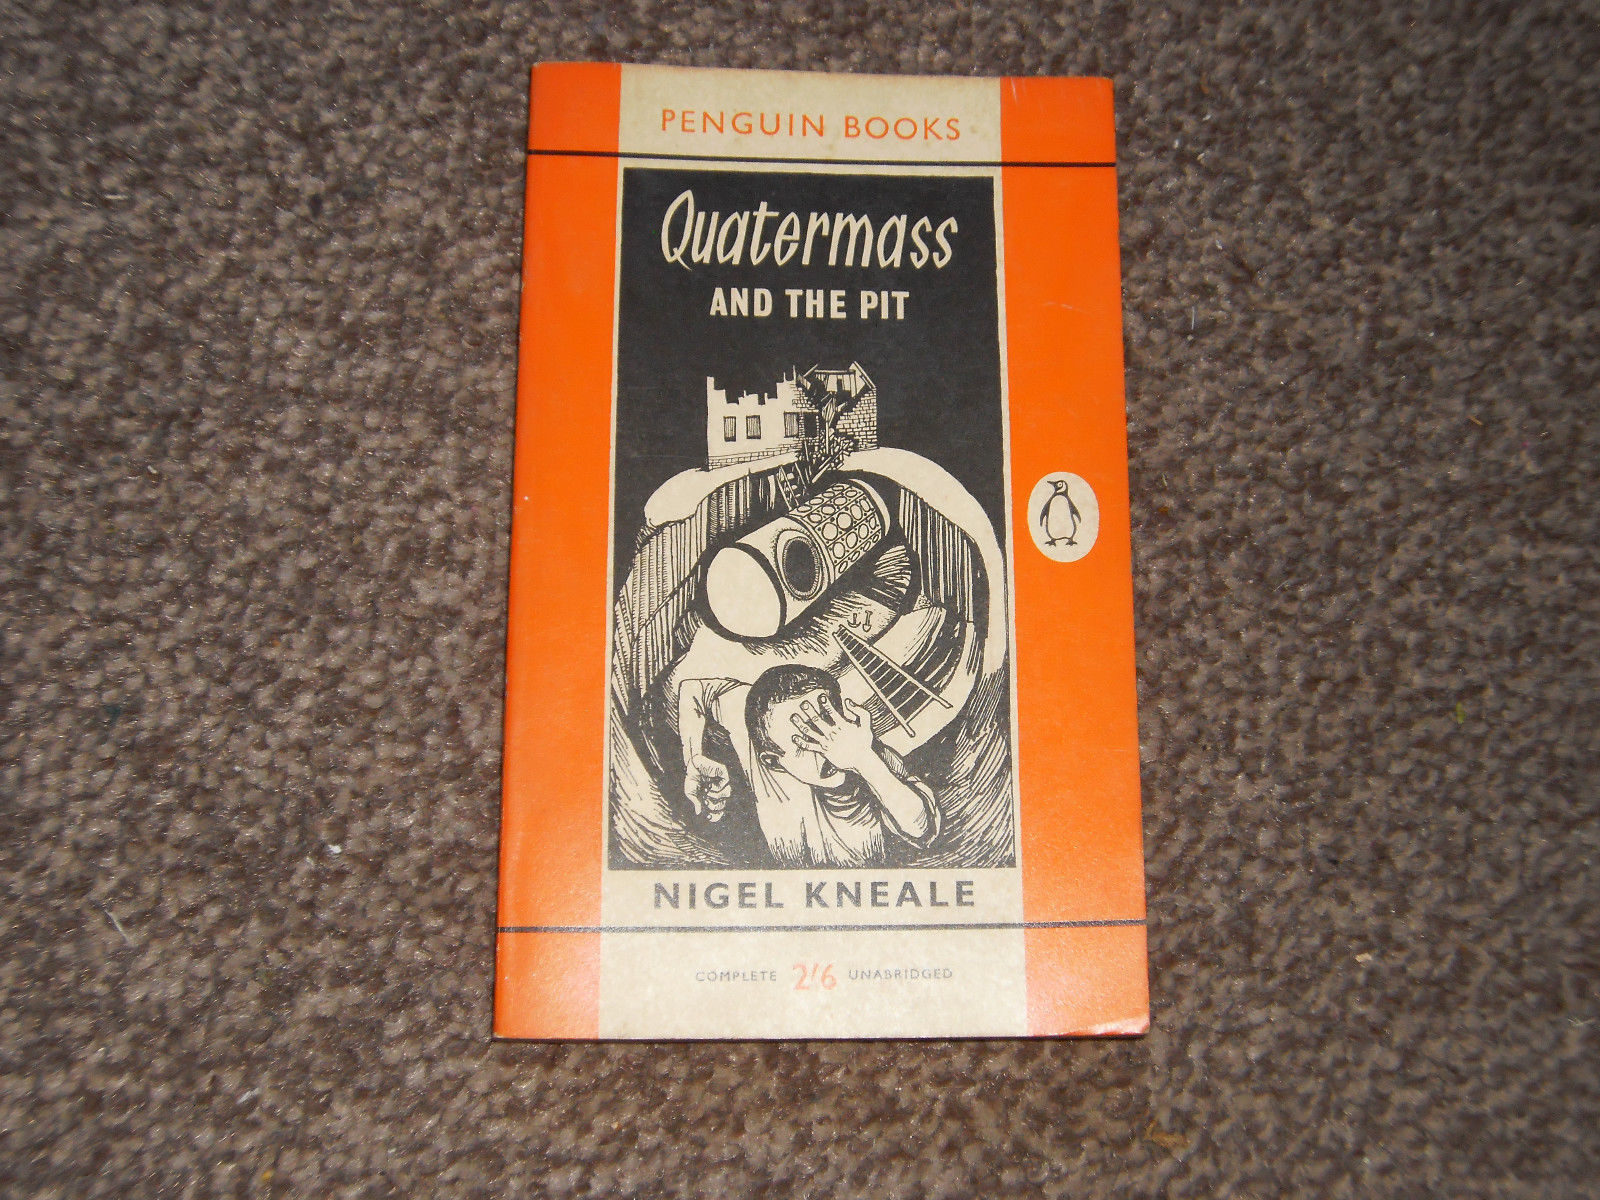 PENGUIN BOOKS
Quatermass
AND THE PIT
NIGEL KNEALE
COMPLETE 2'6 UNABRIDGED